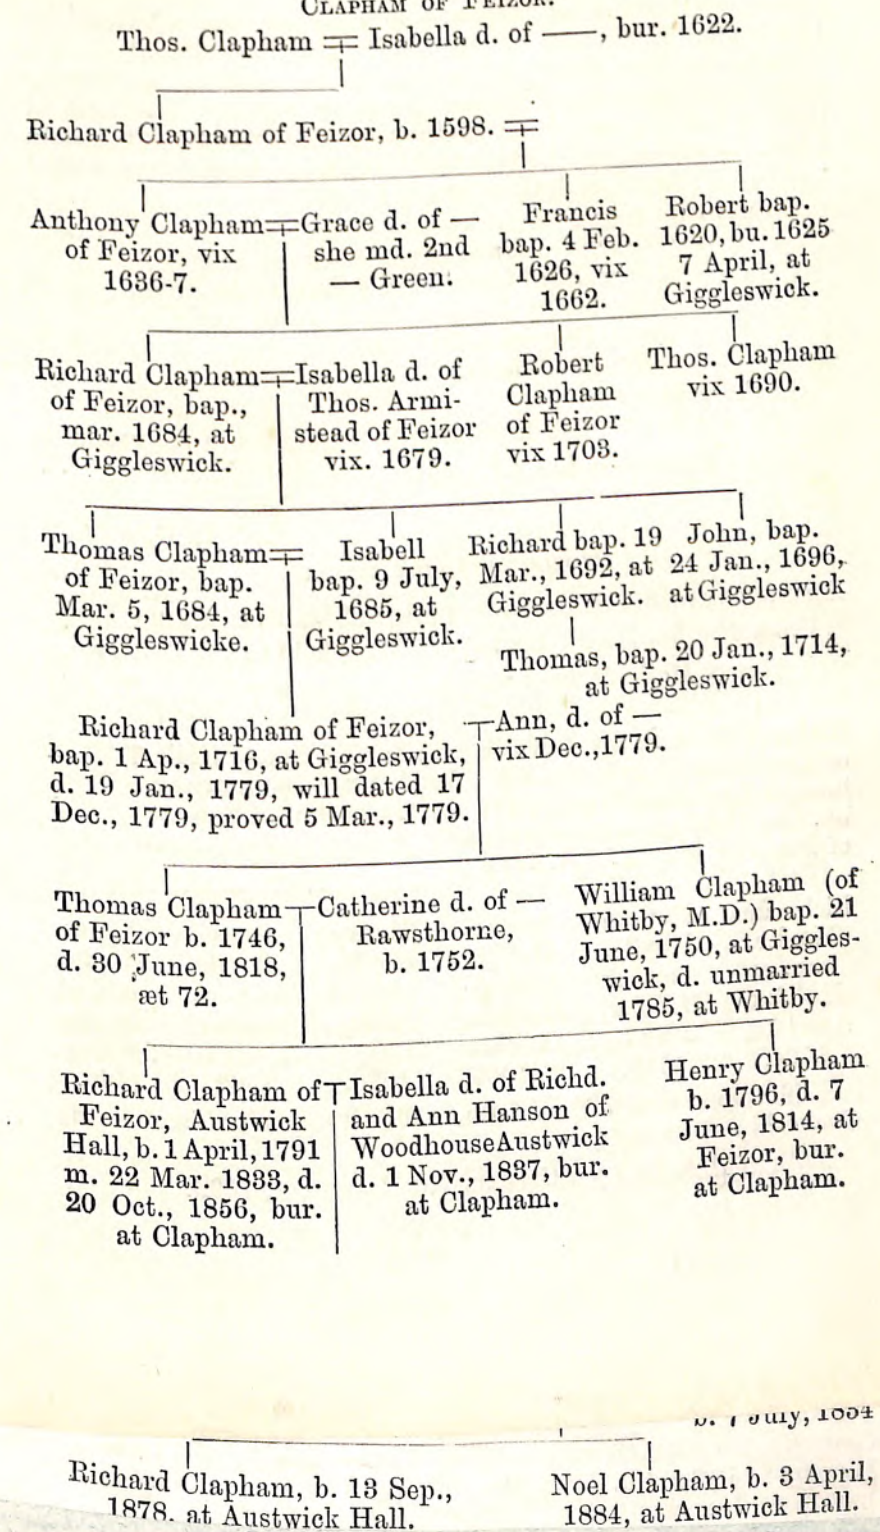 CLAPHAM OF FEIZOR.
Thos. Clapham = Isabella d. of ——, bur. 1622.
Richard Clapham of Feizor, b. 1598. =
Anthony Clapham=Grace d. of —
of Feizor, vix
1636-7.
she md. 2nd
— Green.
Francis
bap. 4 Feb.
1626, vix
1662.
Robert bap.
1620, bu. 1625
7 April, at
Giggleswick.
Richard Clapham=Isabella d. of
of Feizor, bap.,
mar. 1684, at
Giggleswick.
Thos. Armi-
stead of Feizor
vix. 1679.
Robert
Clapham
of Feizor
vix 1703.
Thos. Clapham
vix 1690.
Thomas Clapham=
of Feizor, bap.
Mar. 5, 1684, at
Giggleswicke.
Isabell
bap. 9 July,
1685, at
Giggleswick.
Richard bap. 19
Mar., 1692, at
Giggleswick.
John, bap.
24 Jan., 1696,
at Giggleswick
Thomas, bap. 20 Jan., 1714,
at Giggleswick.
Richard Clapham of Feizor,
bap. 1 Ap., 1716, at Giggleswick,
d. 19 Jan., 1779, will dated 17
Dec., 1779, proved 5 Mar., 1779.
Ann, d. of —
vix Dec., 1779.
Thomas Clapham
of Feizor b. 1746,
d. 30 June, 1818,
æt 72.
Catherine d. of —
Rawsthorne,
b. 1752.
William Clapham (of
Whitby, M.D.) bap. 21
June, 1750, at Giggles-
wick, d. unmarried
1785, at Whitby.
Richard Clapham of
Feizor, Austwick
Hall, b. 1 April, 1791
m. 22 Mar. 1833, d.
20 Oct., 1856, bur.
at Clapham.
Isabella d. of Richd.
and Ann Hanson of
Woodhouse Austwick
d. 1 Nov., 1837, bur.
at Clapham.
Henry Clapham
b. 1796, d. 7
June, 1814, at
Feizor, bur.
at Clapham.
July,
Richard Clapham, b. 13 Sep.,
1878. at Austwick Hall.
Noel Clapham, b. 3 April,
1884, at Austwick Hall.